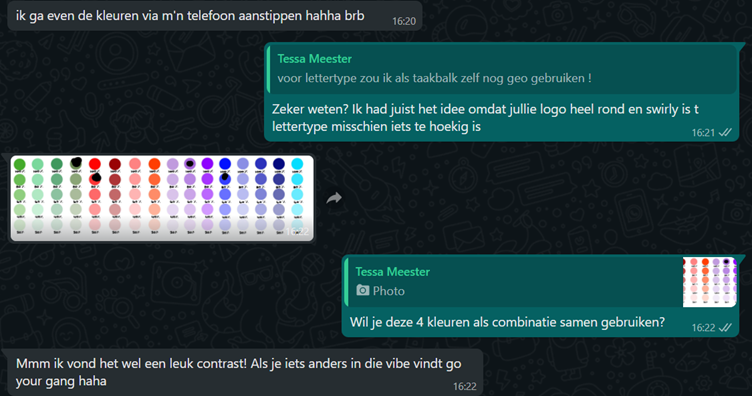 ik ga even de kleuren via m'n telefoon aanstippen hahha brb
16:20
Tessa Meester
voor lettertype zou ik als taakbalk zelf nog geo gebruiken !
Zeker weten? Ik had juist het idee omdat jullie logo heel rond en swirly is t
lettertype misschien iets te hoekig is
16:21
Tessa Meester
Photo
Wil je deze 4 kleuren als combinatie samen gebruiken?
16:22
Mmm ik vond het wel een leuk contrast! Als je iets anders in die vibe vindt go
your gang haha
16:22